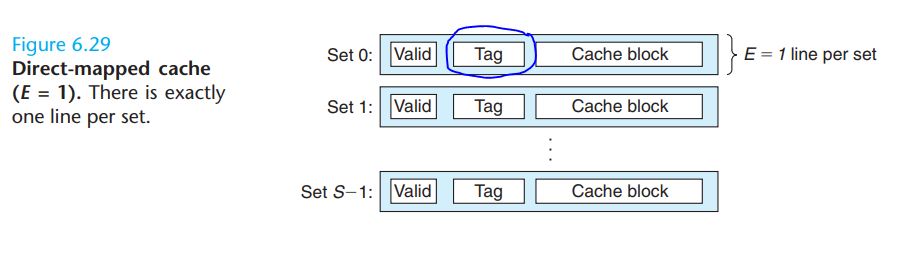 Figure 6.29
Direct-mapped cache
(E = 1). There is exactly
one line per set.
Set 0: Valid Tag Cache block E = 1 line per set
Set 1: Valid Tag Cache block
⋮
Set S−1: Valid Tag Cache block